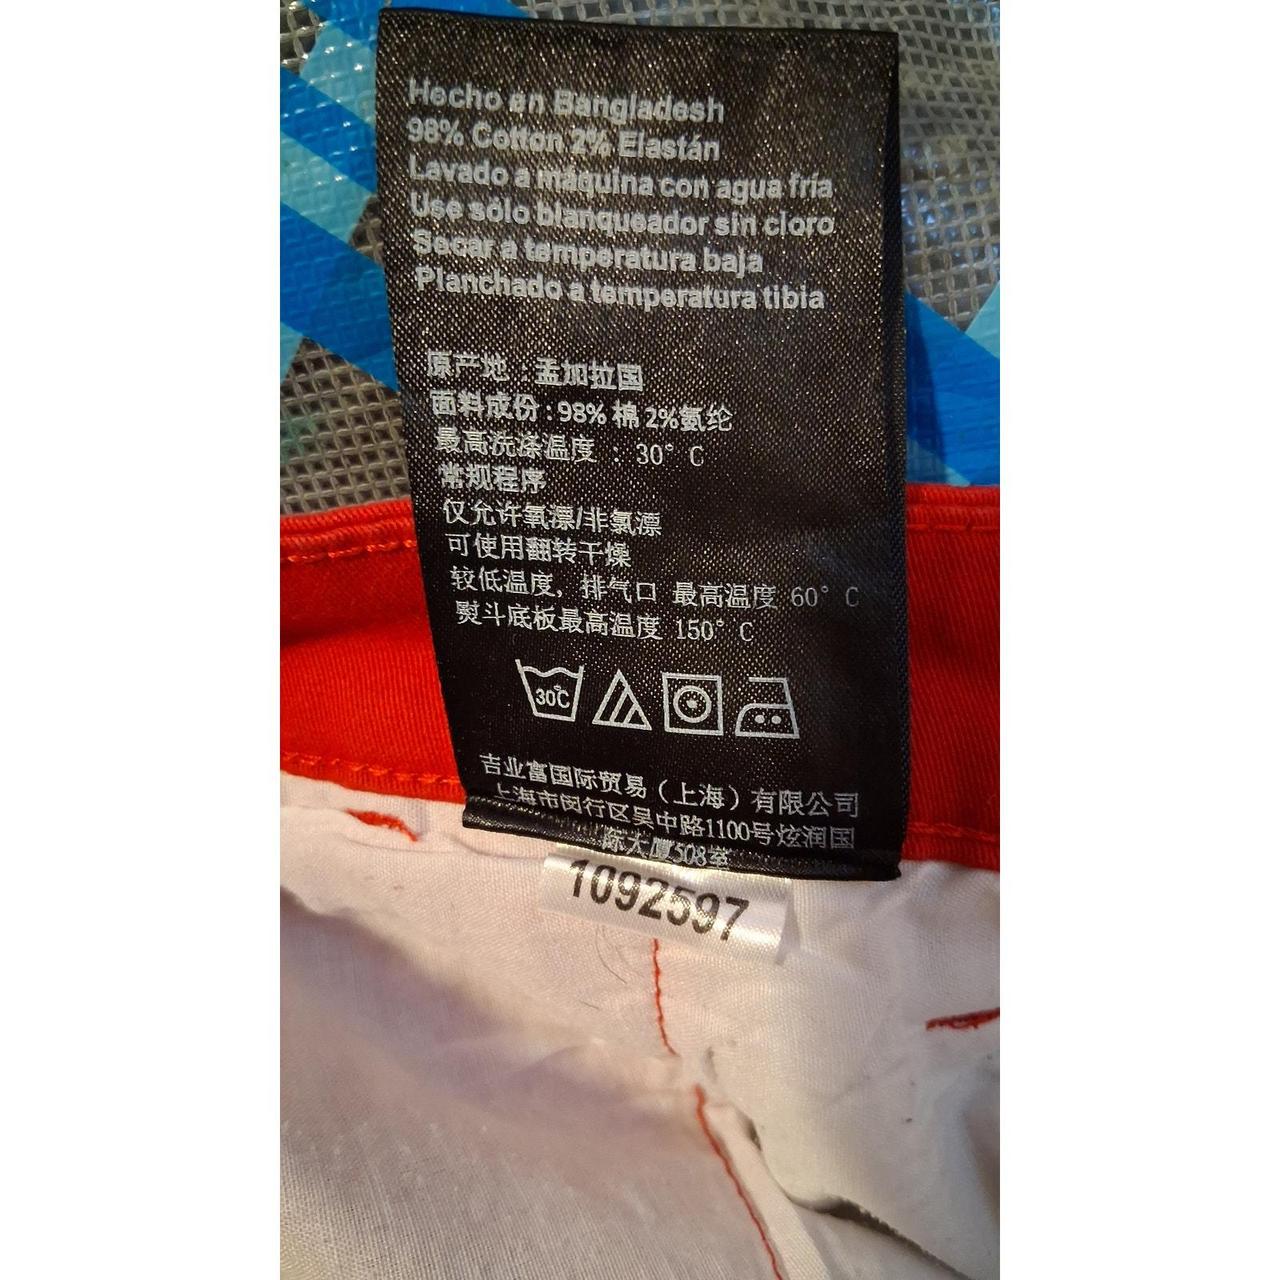 Hecho en Bangladesh
98% Cotton 2% Elastán
Lavado a máquina con agua fría
Use sólo blanqueador sin cloro
Secar a temperatura baja
Planchado a temperatura tibia
原产地 : 孟加拉国
面料成份 : 98% 棉 2%氨纶
最高洗涤温度 : 30° C
常规程序
仅允许氧漂/非氯漂
可使用翻转干燥
较低温度, 排气口 最高温度 60° C
熨斗底板最高温度 150° C
30℃
吉业富国际贸易（上海）有限公司
上海市闵行区吴中路1100号炫润国
际大厦508室
1092597